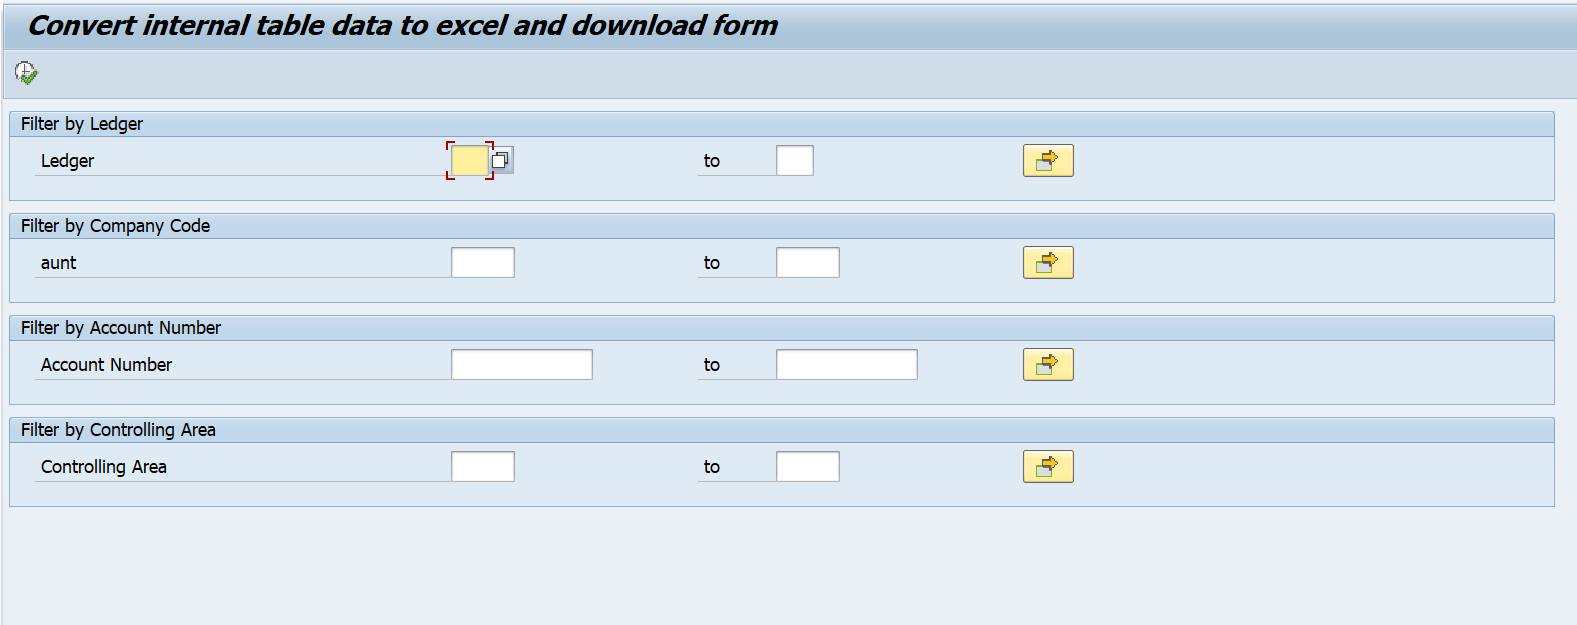 Convert internal table data to excel and download form
Filter by Ledger
Ledger to
Filter by Company Code
aunt to
Filter by Account Number
Account Number to
Filter by Controlling Area
Controlling Area to